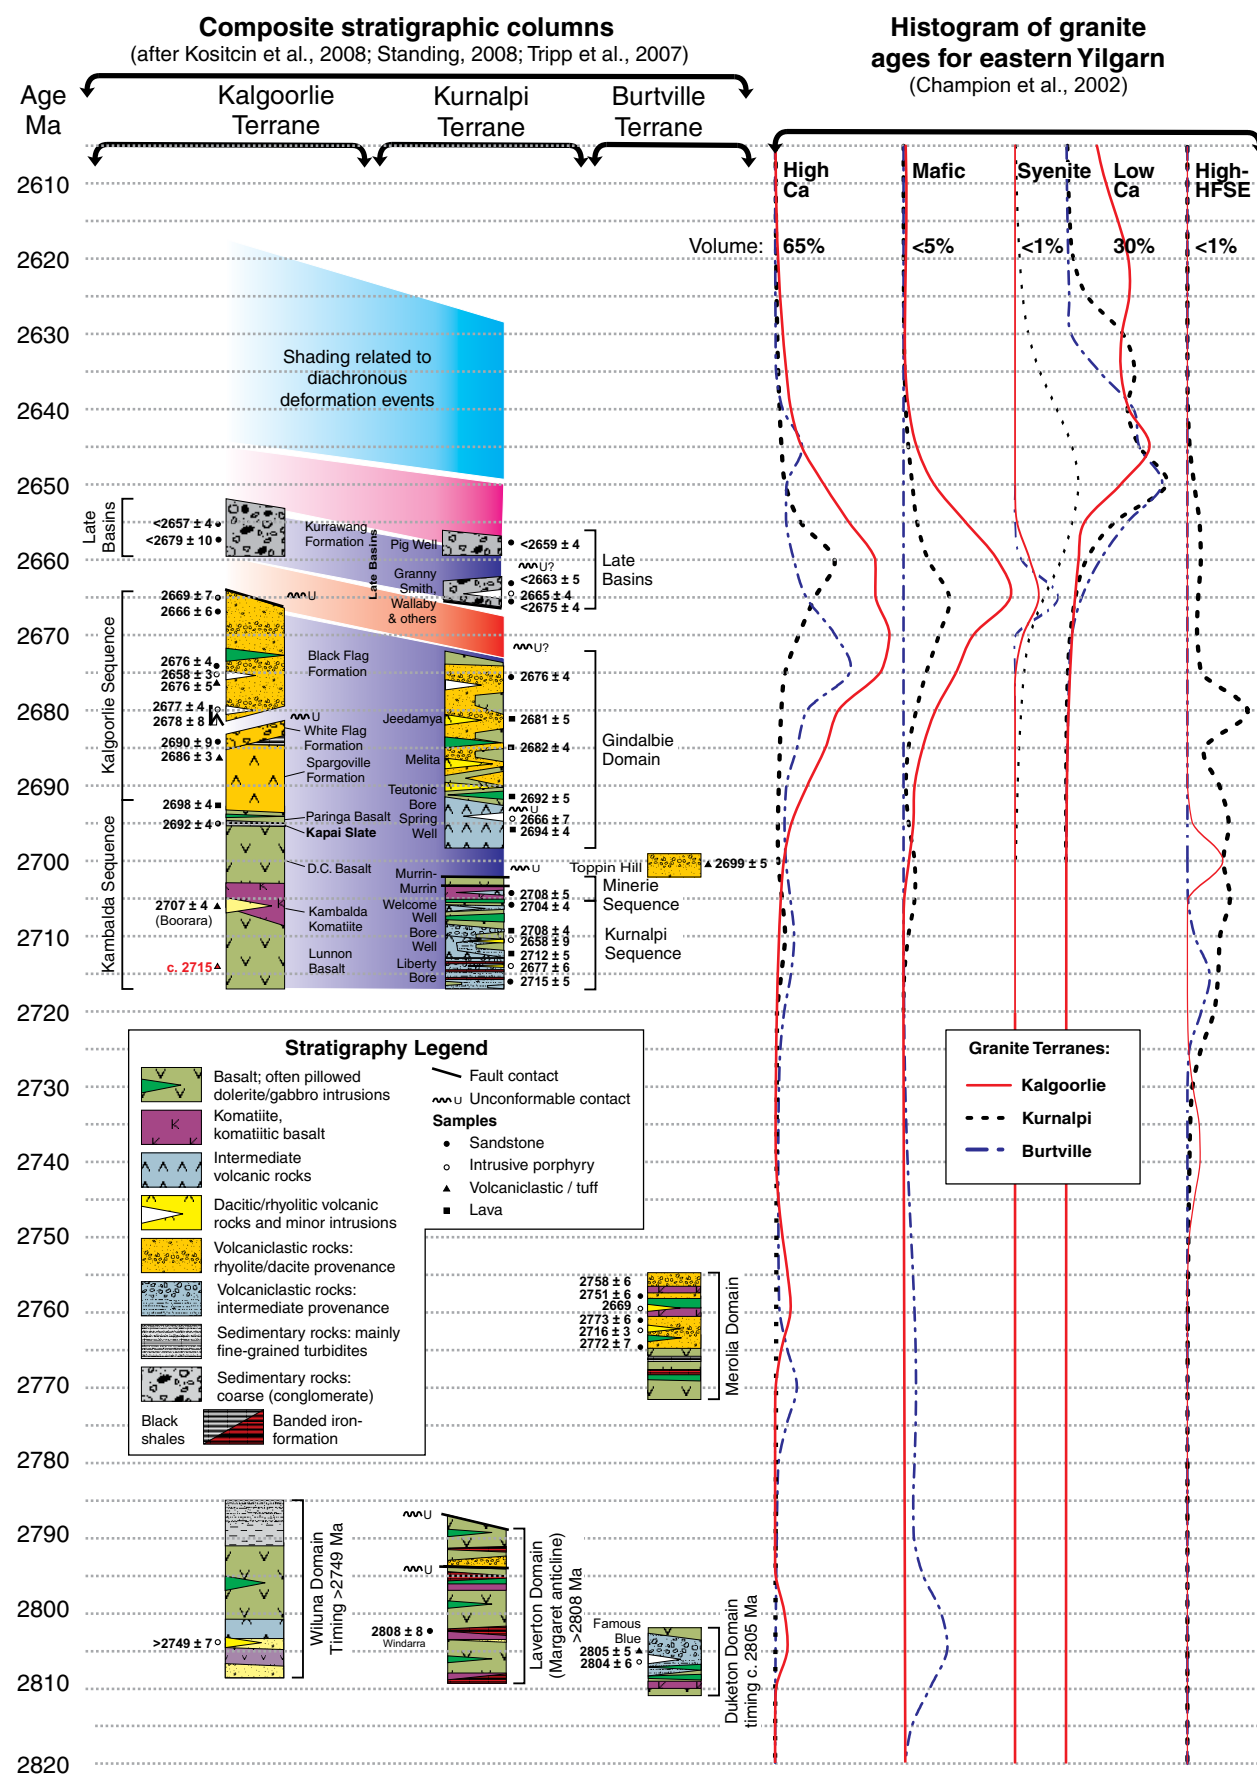 Composite stratigraphic columns
(after Kositcin et al., 2008; Standing, 2008; Tripp et al., 2007)
Histogram of granite
ages for eastern Yilgarn
(Champion et al., 2002)
Age
Ma
Kalgoorlie
Terrane
Kurnalpi
Terrane
Burtville
Terrane
High
Ca
Mafic
Syenite
Low
Ca
High-
HFSE
Volume:
65%
<5%
<1%
30%
<1%
2610
2620
2630
2640
2650
2660
2670
2680
2690
2700
2710
2720
2730
2740
2750
2760
2770
2780
2790
2800
2810
2820
Shading related to
diachronous
deformation events
Late
Basins
<2657 ± 4
<2679 ± 10
Kurrawang
Formation
Late Basins
Pig Well
<2659 ± 4
U?
Granny
Smith,
Wallaby
& others
<2663 ± 5
2665 ± 4
<2675 ± 4
Late
Basins
Kalgoorlie Sequence
2669 ± 7
2666 ± 6
U
2676 ± 4
2658 ± 3
2676 ± 5
Black Flag
Formation
2677 ± 4
2678 ± 8
U
White Flag
Formation
2690 ± 9
2686 ± 3
Spargoville
Formation
U?
2676 ± 4
Jeedamya
2681 ± 5
2682 ± 4
Melita
Gindalbie
Domain
Teutonic
Bore
Spring
Well
2692 ± 5
U
2666 ± 7
2694 ± 4
Kambalda Sequence
2698 ± 4
2692 ± 4
Paringa Basalt
Kapai Slate
D.C. Basalt
2707 ± 4
(Boorara)
Kambalda
Komatiite
c. 2715
Lunnon
Basalt
U
Toppin Hill
2699 ± 5
Murrin-
Murrin
2708 ± 5
Minerie
Sequence
Welcome
Well
2704 ± 4
Bore
Well
2708 ± 4
2658 ± 9
2712 ± 5
Kurnalpi
Sequence
Liberty
Bore
2677 ± 6
2715 ± 5
Stratigraphy Legend
Basalt; often pillowed
dolerite/gabbro intrusions
Komatiite,
komatiitic basalt
Intermediate
volcanic rocks
Dacitic/rhyolitic volcanic
rocks and minor intrusions
Volcaniclastic rocks:
rhyolite/dacite provenance
Volcaniclastic rocks:
intermediate provenance
Sedimentary rocks: mainly
fine-grained turbidites
Sedimentary rocks:
coarse (conglomerate)
Black
shales
Banded iron-
formation
Fault contact
U Unconformable contact
Samples
Sandstone
Intrusive porphyry
Volcaniclastic / tuff
Lava
Granite Terranes:
Kalgoorlie
Kurnalpi
Burtville
2758 ± 6
2751 ± 6
2669
2773 ± 6
2716 ± 3
2772 ± 7
Merolia Domain
>2749 ± 7
Wiluna Domain
Timing >2749 Ma
U
U
2808 ± 8
Windarra
Laverton Domain
(Margaret anticline)
>2808 Ma
Famous
Blue
2805 ± 5
2804 ± 6
Duketon Domain
timing c. 2805 Ma